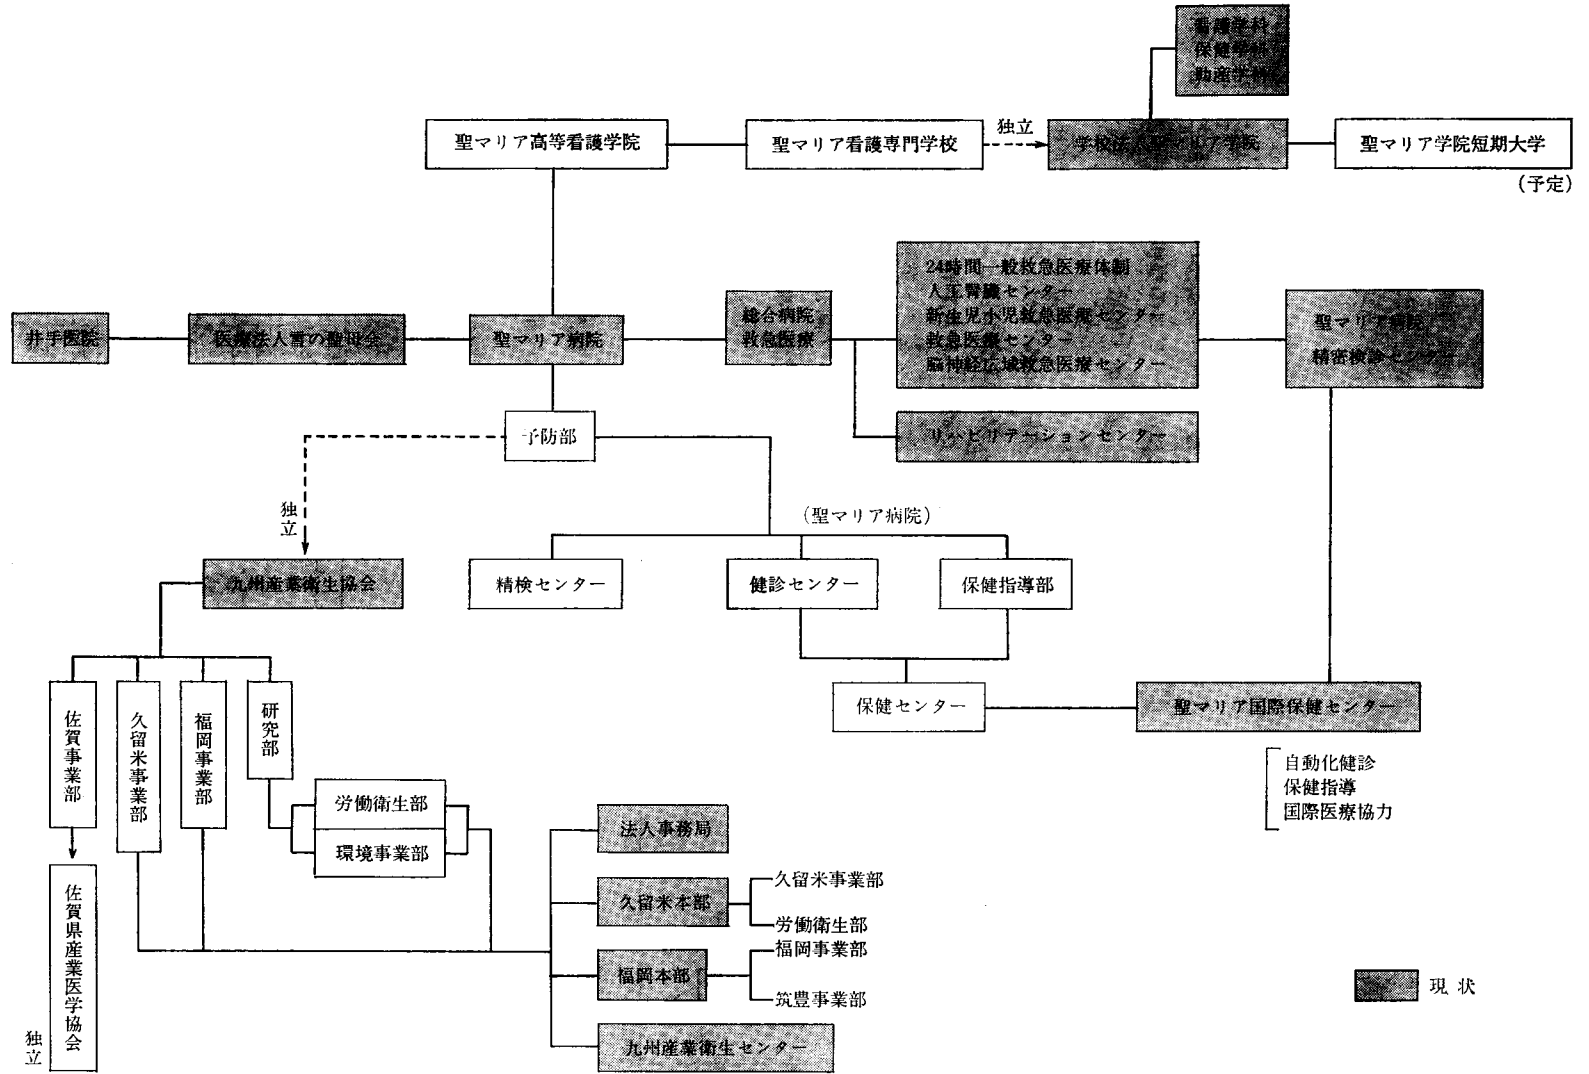 看護学科
保健学科
助産学科
聖マリア高等看護学院
聖マリア看護専門学校
独立
学校法人聖マリア学院
聖マリア学院短期大学
(予定)
井手医院
医療法人雪の聖母会
聖マリア病院
総合病院
救急医療
24時間一般救急医療体制
人工腎臓センター
新生児小児救急医療センター
救急医療センター
脳神経広域救急医療センター
聖マリア病院
精密検診センター
リハビリテーションセンター
予防部
独立
(聖マリア病院)
九州産業衛生協会
精検センター
健診センター
保健指導部
保健センター
聖マリア国際保健センター
自動化健診
保健指導
国際医療協力
佐賀事業部
久留米事業部
福岡事業部
研究部
労働衛生部
環境事業部
佐賀県産業医学協会
独立
法人事務局
久留米本部
久留米事業部
労働衛生部
福岡本部
福岡事業部
筑豊事業部
九州産業衛生センター
現状